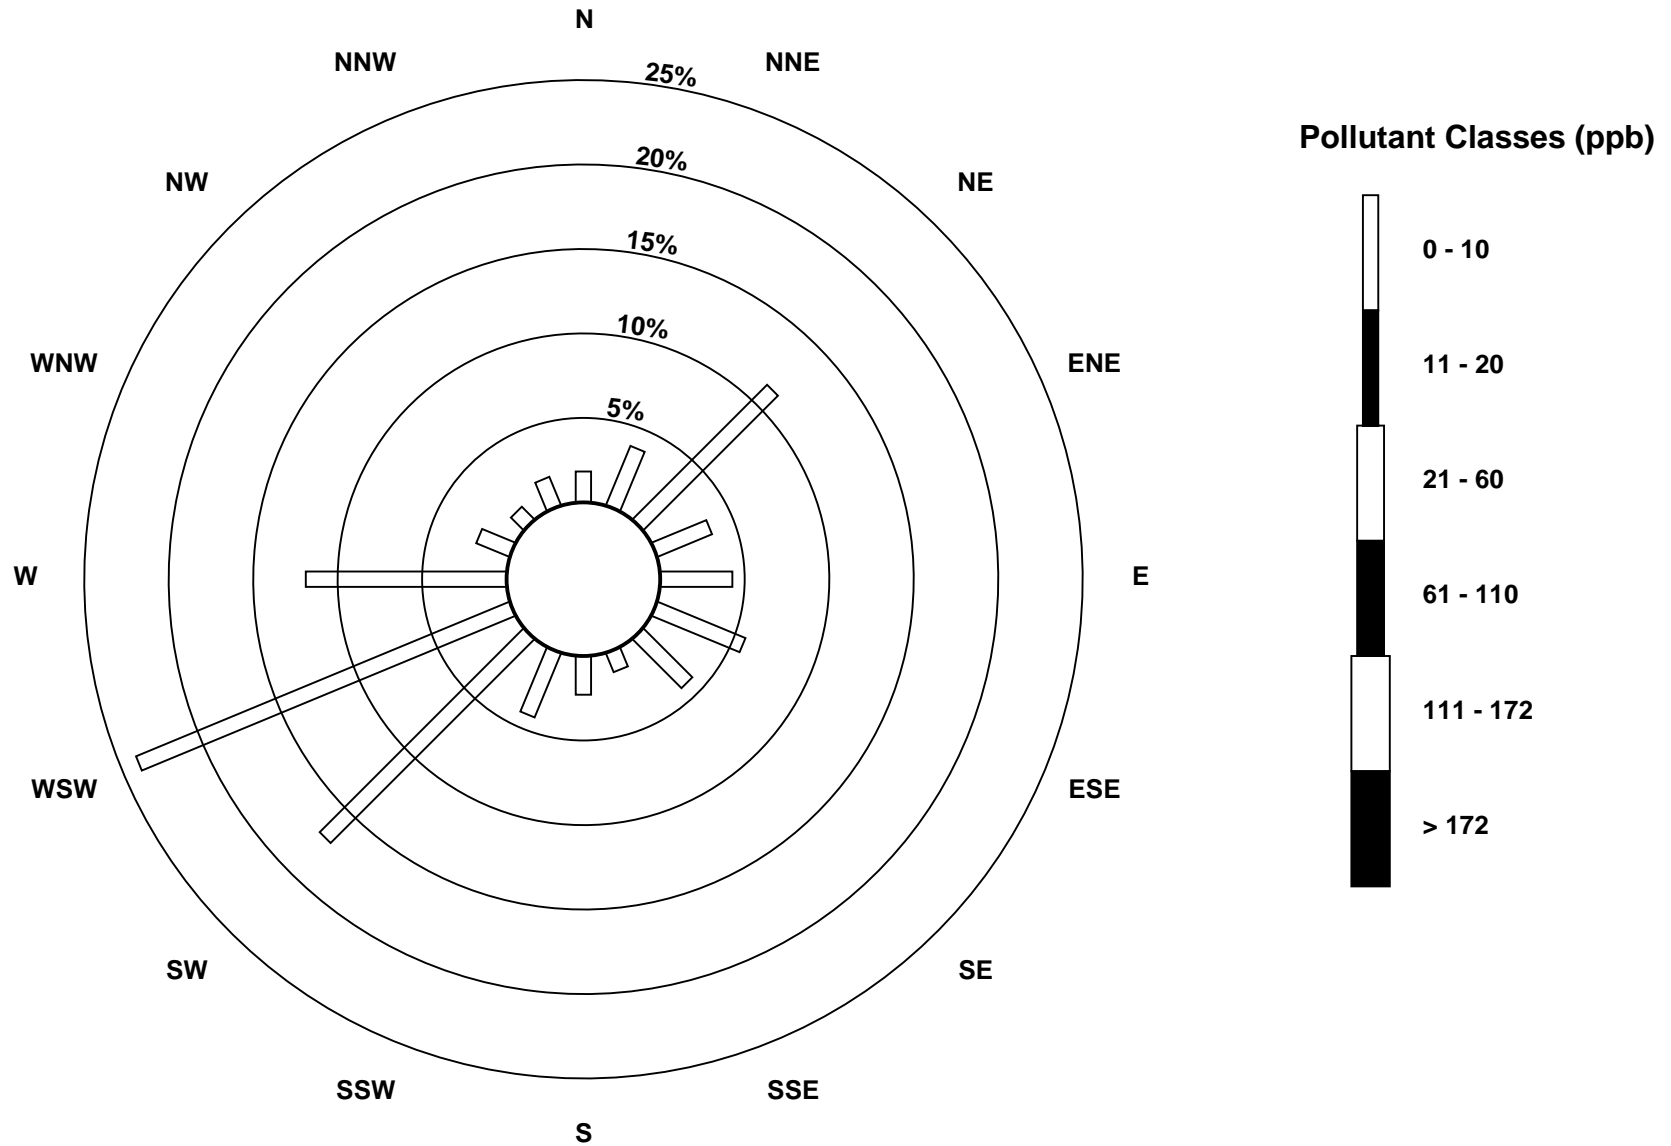 N
NNW
NNE
25%
Pollutant Classes (ppb)
20%
NW
NE
15%
0 - 10
10%
WNW
ENE
11 - 20
5%
21 - 60
W
E
61 - 110
111 - 172
WSW
ESE
> 172
SW
SE
SSW
SSE
S